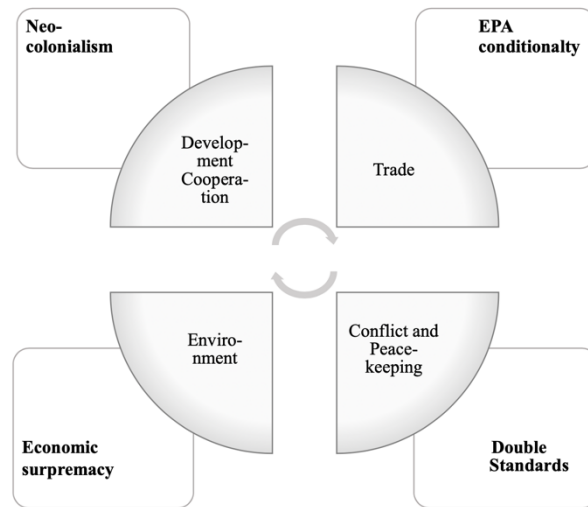 Neo-
colonialism
EPA
conditionalty
Develop-
ment
Coopera-
tion
Trade
Enviro-
nment
Conflict and
Peace-
keeping
Economic
surpremacy
Double
Standards